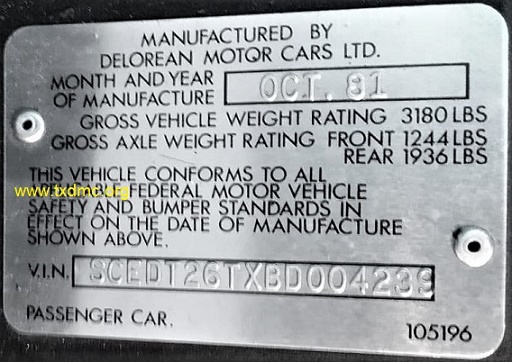 MANUFACTURED BY
DELOREAN MOTOR CARS LTD.
MONTH AND YEAR
OF MANUFACTURE OCT. 81
GROSS VEHICLE WEIGHT RATING 3180 LBS
GROSS AXLE WEIGHT RATING FRONT 1244 LBS
REAR 1936 LBS
THIS VEHICLE CONFORMS TO ALL
www.txdmc.org FEDERAL MOTOR VEHICLE
SAFETY AND BUMPER STANDARDS IN
EFFECT ON THE DATE OF MANUFACTURE
SHOWN ABOVE.
V.I.N. SCEDT26TXBD004239
PASSENGER CAR.
105196